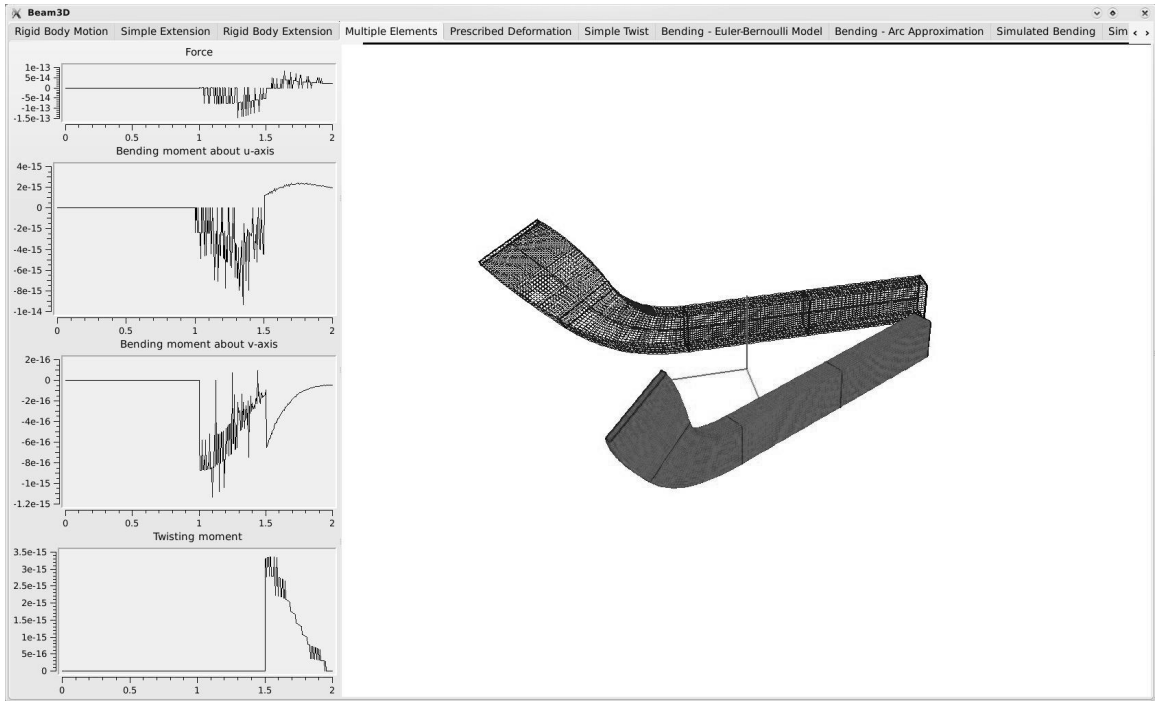 Beam3D
Rigid Body Motion Simple Extension Rigid Body Extension Multiple Elements Prescribed Deformation Simple Twist Bending - Euler-Bernoulli Model Bending - Arc Approximation Simulated Bending Sim
Force
1e-13
5e-14
0
-5e-14
-1e-13
-1.5e-13
0 0.5 1 1.5 2
Bending moment about u-axis
4e-15
2e-15
0
-2e-15
-4e-15
-6e-15
-8e-15
-1e-14
0 0.5 1 1.5 2
Bending moment about v-axis
2e-16
0
-2e-16
-4e-16
-6e-16
-8e-16
-1e-15
-1.2e-15
0 0.5 1 1.5 2
Twisting moment
3.5e-15
3e-15
2.5e-15
2e-15
1.5e-15
1e-15
5e-16
0
0 0.5 1 1.5 2